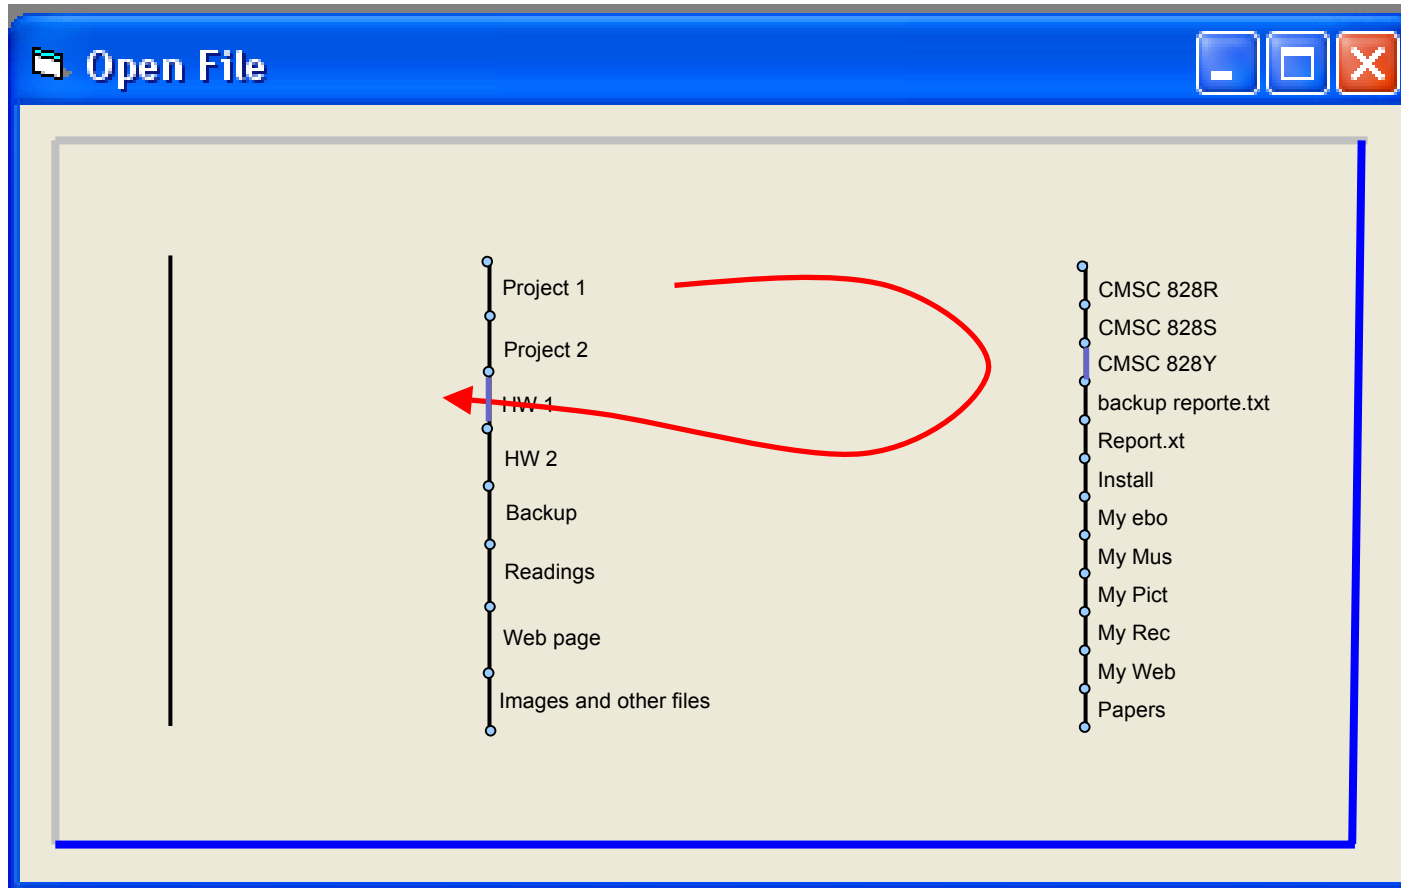 Open File
Project 1
Project 2
HW 1
HW 2
Backup
Readings
Web page
Images and other files
CMSC 828R
CMSC 828S
CMSC 828Y
backup reporte.txt
Report.xt
Install
My ebo
My Mus
My Pict
My Rec
My Web
Papers